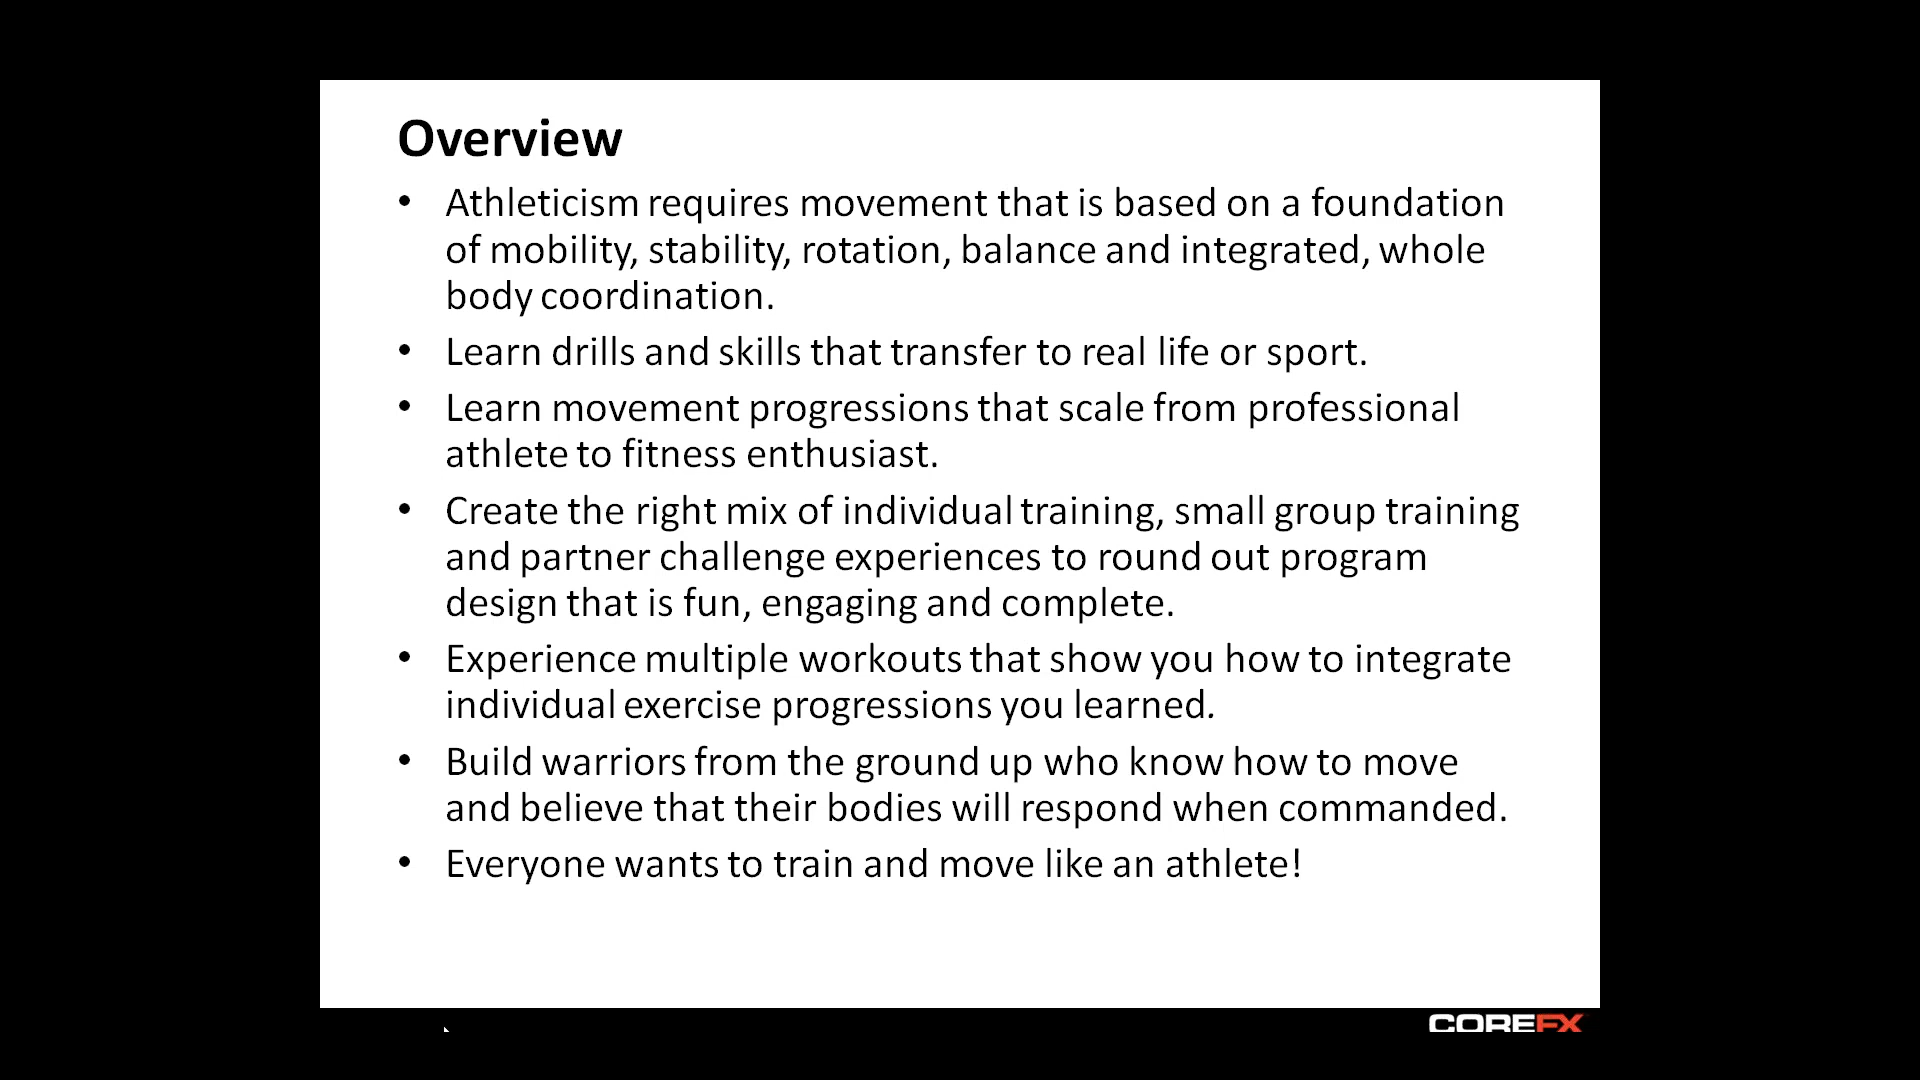 Overview
• Athleticism requires movement that is based on a foundation
of mobility, stability, rotation, balance and integrated, whole
body coordination.
• Learn drills and skills that transfer to real life or sport.
• Learn movement progressions that scale from professional
athlete to fitness enthusiast.
• Create the right mix of individual training, small group training
and partner challenge experiences to round out program
design that is fun, engaging and complete.
• Experience multiple workouts that show you how to integrate
individual exercise progressions you learned.
• Build warriors from the ground up who know how to move
and believe that their bodies will respond when commanded.
• Everyone wants to train and move like an athlete!
COREFX